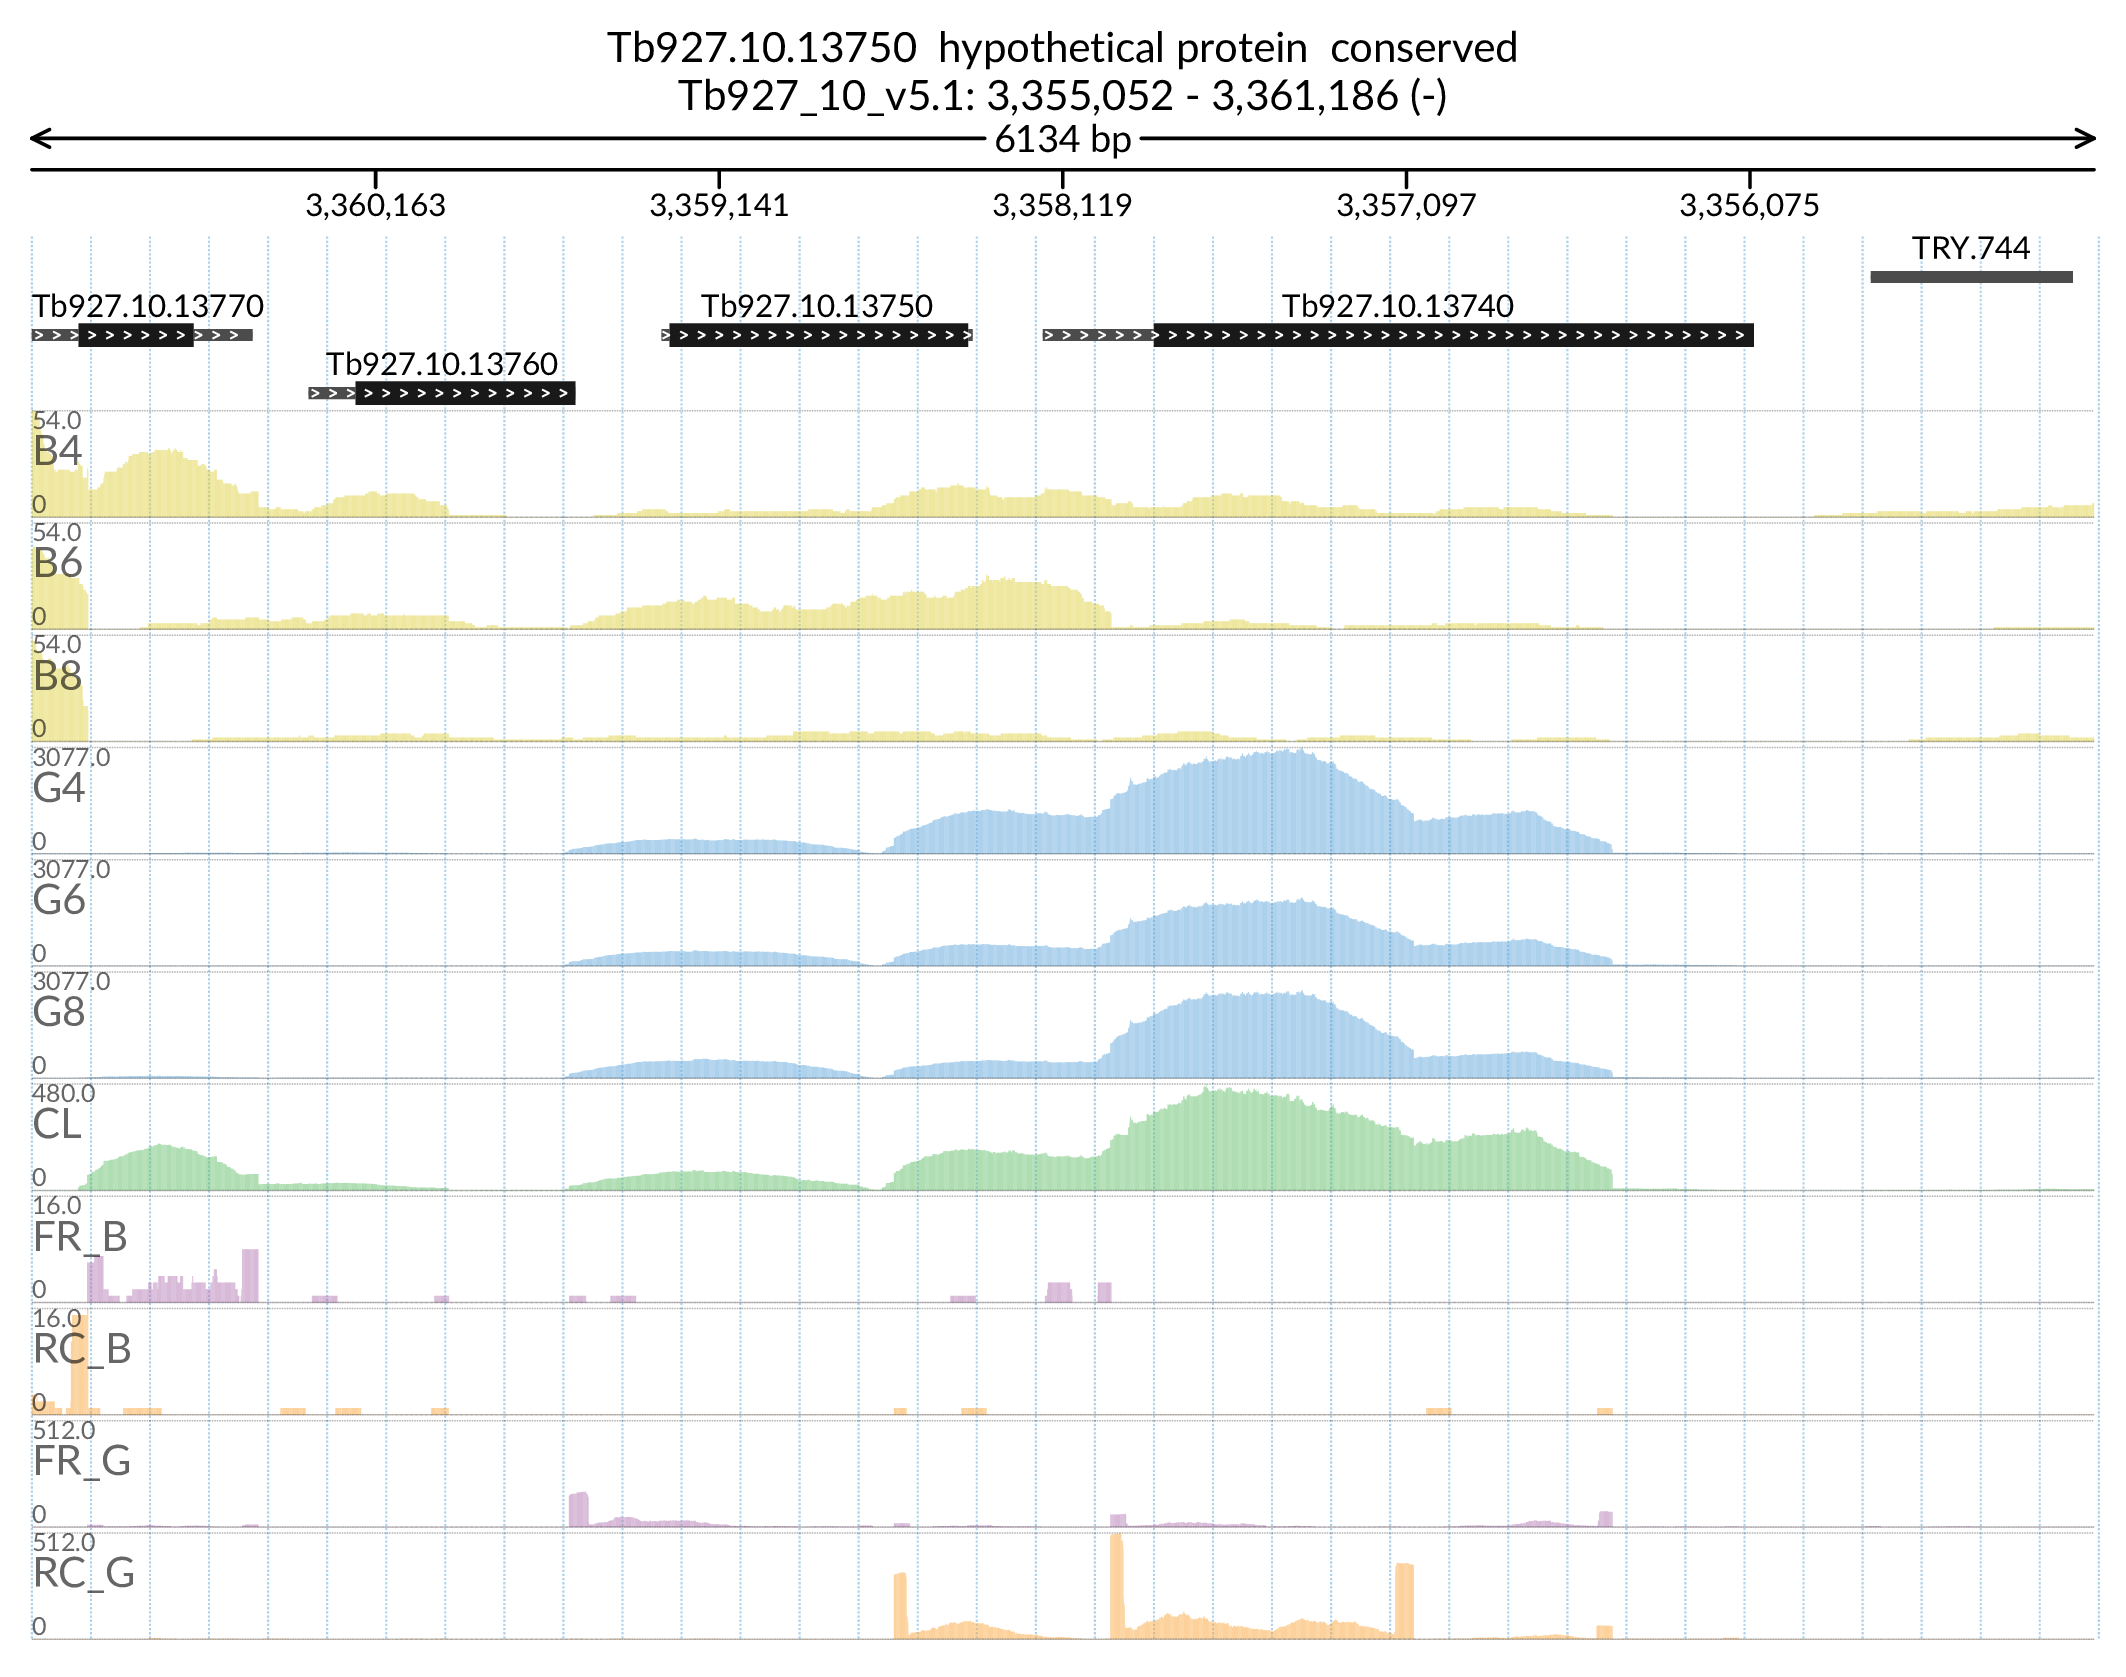 Tb927.10.13750  hypothetical protein  conserved
Tb927_10_v5.1: 3,355,052 - 3,361,186 (-)
6134 bp
3,360,163 3,359,141 3,358,119 3,357,097 3,356,075
TRY.744
Tb927.10.13770 Tb927.10.13750 Tb927.10.13740
Tb927.10.13760
54.0
B4
0
54.0
B6
0
54.0
B8
0
3077.0
G4
0
3077.0
G6
0
3077.0
G8
0
480.0
CL
0
16.0
FR_B
0
16.0
RC_B
0
512.0
FR_G
0
512.0
RC_G
0